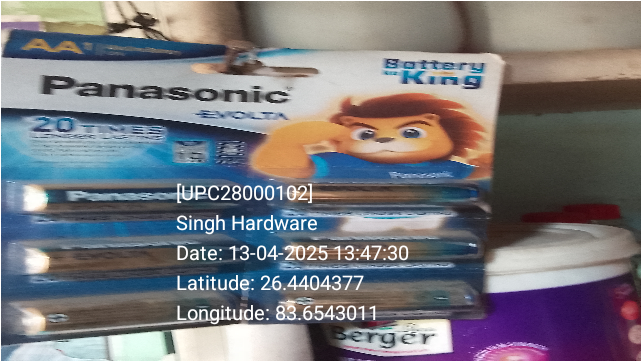 AA
Battery
King
Panasonic
EVOLTA
20 TIMES
Panasonic
Panasonic
[UPC28000102]
Singh Hardware
Date: 13-04-2025 13:47:30
Latitude: 26.4404377
Longitude: 83.6543011
Berger